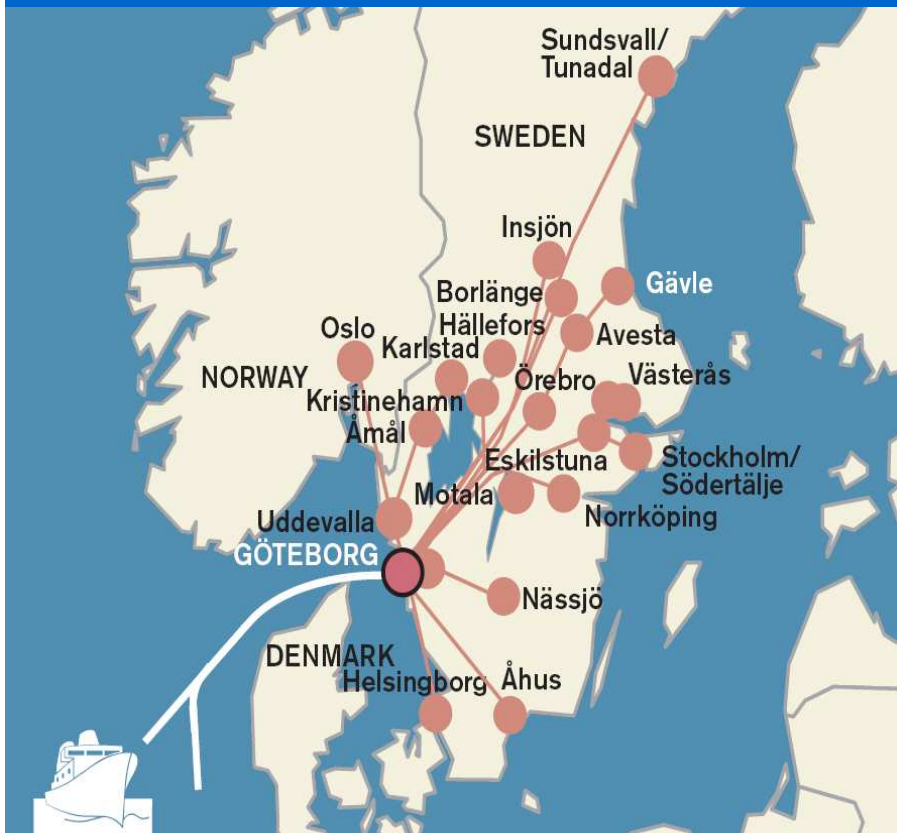 Sundsvall/
Tunadal
SWEDEN
Insjön
Borlänge
Gävle
Hällefors
Oslo
Karlstad
Avesta
NORWAY
Örebro
Västerås
Kristinehamn
Åmål
Eskilstuna
Stockholm/
Södertälje
Motala
Norrköping
Uddevalla
GÖTEBORG
Nässjö
DENMARK
Helsingborg
Åhus